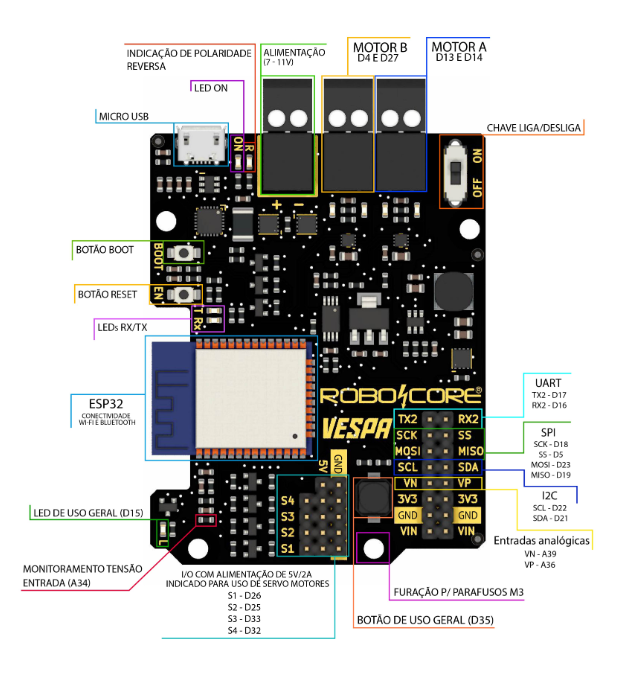 INDICAÇÃO DE POLARIDADE
REVERSA
ALIMENTAÇÃO
(7 - 11V)
MOTOR B
D4 E D27
MOTOR A
D13 E D14
LED ON
MICRO USB
CHAVE LIGA/DESLIGA
ON
R
ON
OFF
+ −
BOTÃO BOOT
BOOT
BOTÃO RESET
EN
LEDs RX/TX
T Rx
ESP32
CONECTIVIDADE
WI-FI E BLUETOOTH
ROBOCORE®
VESPA
UART
TX2 - D17
RX2 - D16
TX2 RX2
SCK SS
MOSI MISO
SCL SDA
VN VP
3V3 3V3
GND GND
VIN VIN
SPI
SCK - D18
SS - D5
MOSI - D23
MISO - D19
I2C
SCL - D22
SDA - D21
Entradas analógicas
VN - A39
VP - A36
5V
GND
S4
S3
S2
S1
LED DE USO GERAL (D15)
L
MONITORAMENTO TENSÃO
ENTRADA (A34)
I/O COM ALIMENTAÇÃO DE 5V/2A
INDICADO PARA USO DE SERVO MOTORES
S1 - D26
S2 - D25
S3 - D33
S4 - D32
FURAÇÃO P/ PARAFUSOS M3
BOTÃO DE USO GERAL (D35)